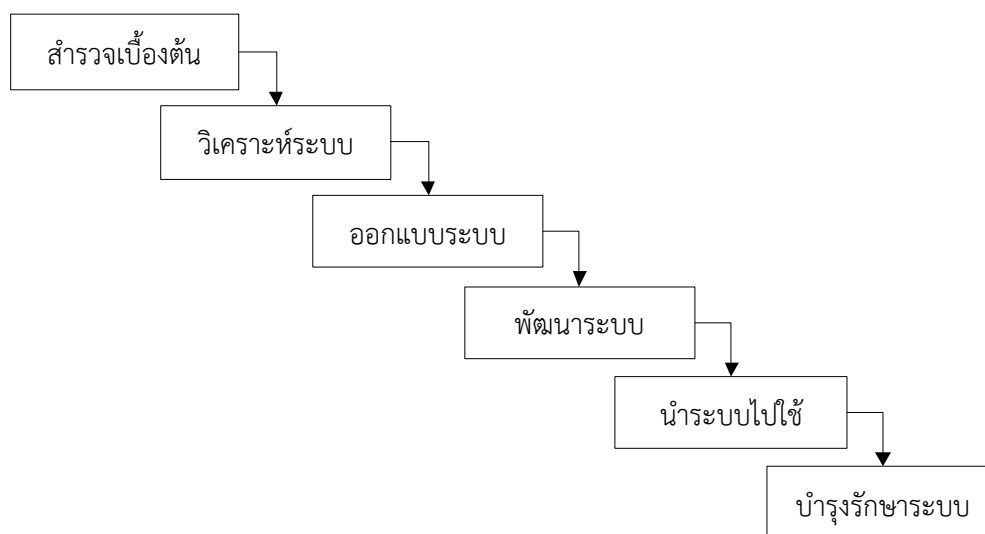 สำรวจเบื้องต้น
วิเคราะห์ระบบ
ออกแบบระบบ
พัฒนาระบบ
นำระบบไปใช้
บำรุงรักษาระบบ